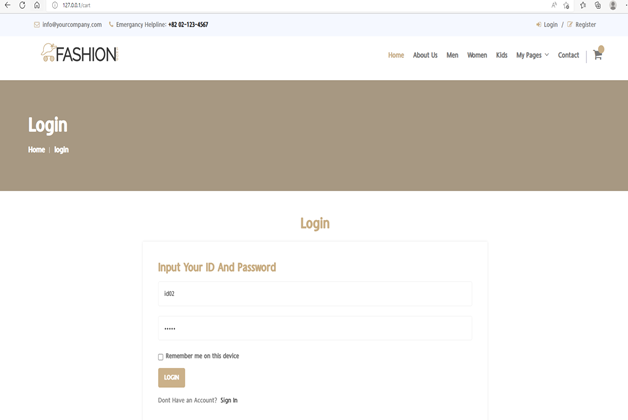 127.0.0.1/cart
info@yourcompany.com Emergancy Helpline: +82 02-123-4567
Login / Register
FASHION
Home About Us Men Women Kids My Pages Contact
Login
Home | login
Login
Input Your ID And Password
id02
•••••
Remember me on this device
LOGIN
Dont Have an Account? Sign In